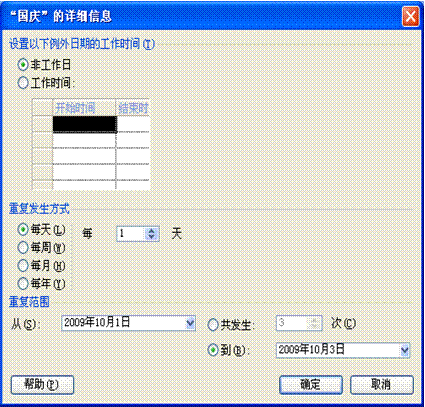 “国庆”的详细信息
设置以下例外日期的工作时间(T)
非工作日
工作时间:
开始时间 结束时
重复发生方式
每天(L) 每 1 天
每周(W)
每月(H)
每年(Y)
重复范围
从(S): 2009年10月1日 共发生: 3 次(C)
到(B): 2009年10月3日
帮助(P) 确定 取消